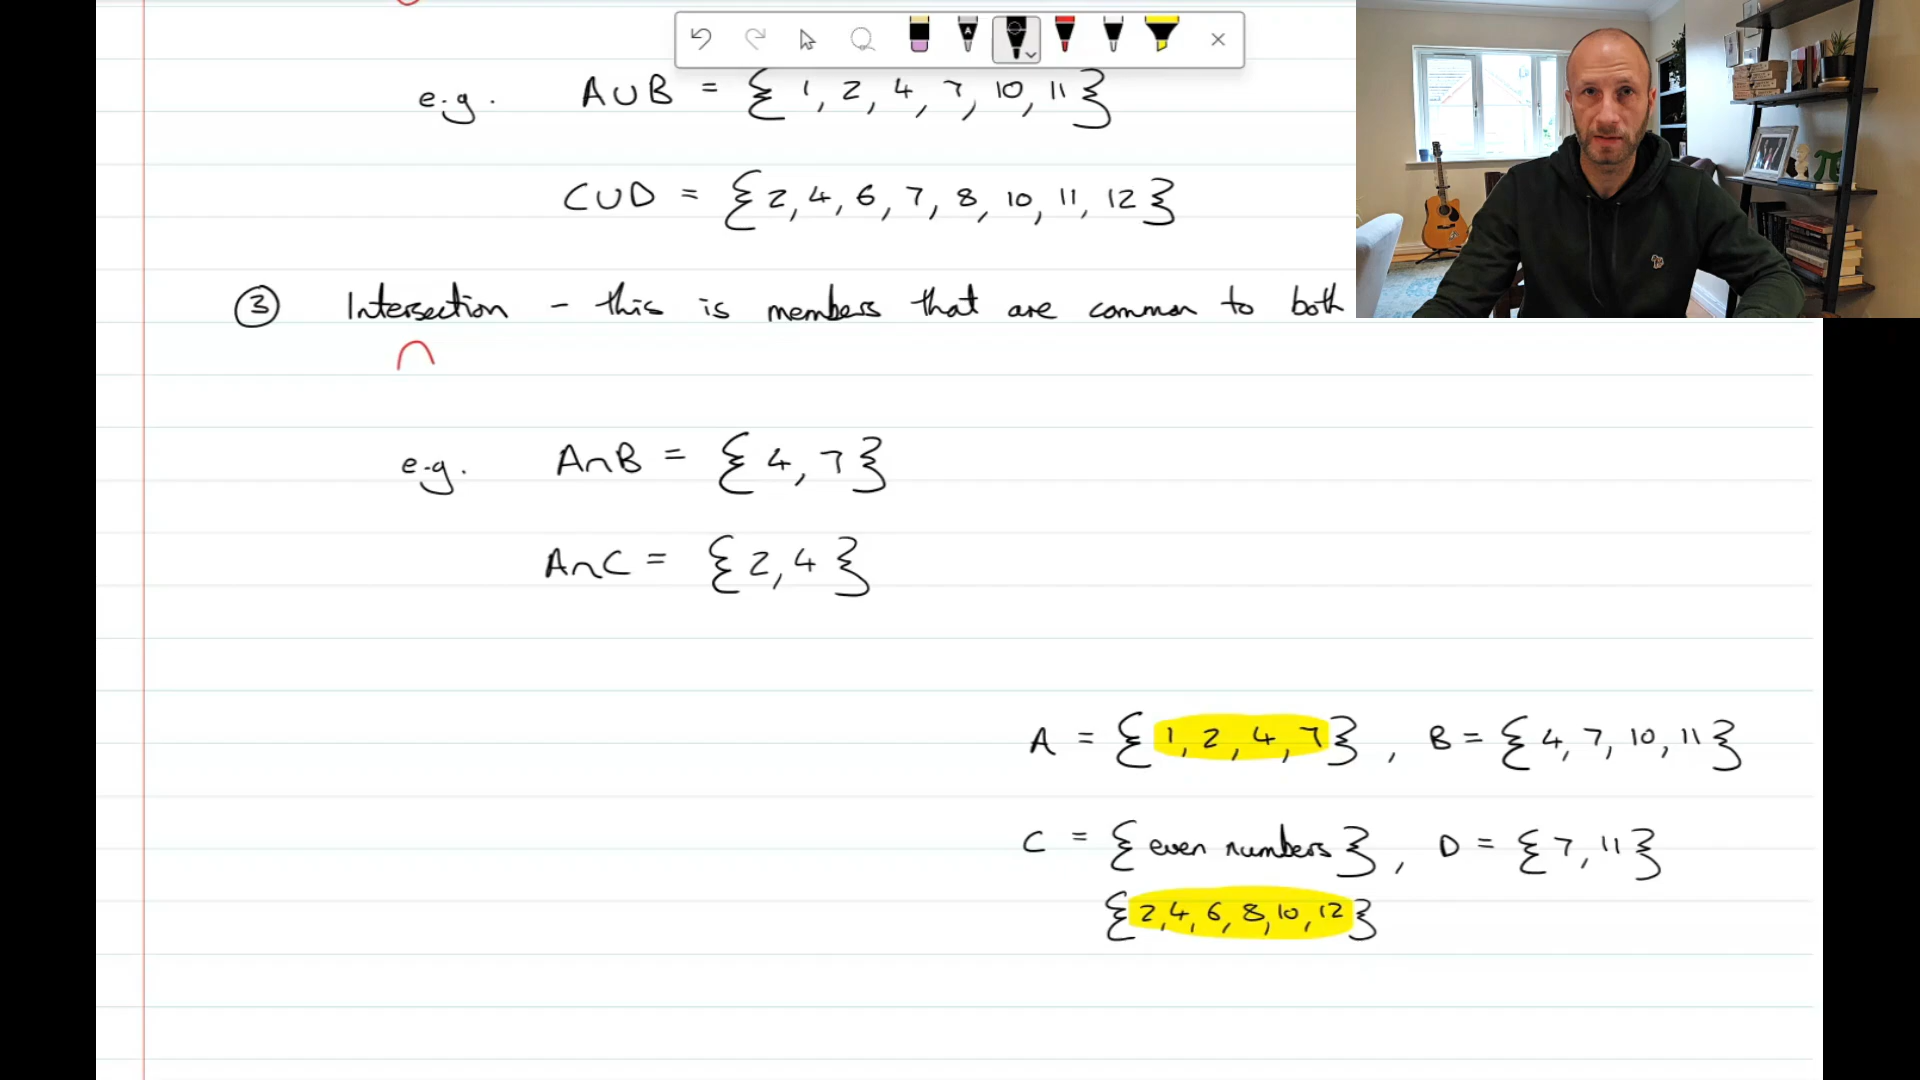 e.g. A∪B = {1, 2, 4, 7, 10, 11}
C∪D = {2, 4, 6, 7, 8, 10, 11, 12}
③ Intersection - this is members that are common to both
∩
e.g. A∩B = {4, 7}
A∩C = {2, 4}
A = {1, 2, 4, 7}, B = {4, 7, 10, 11}
C = {even numbers}, D = {7, 11}
{2, 4, 6, 8, 10, 12}